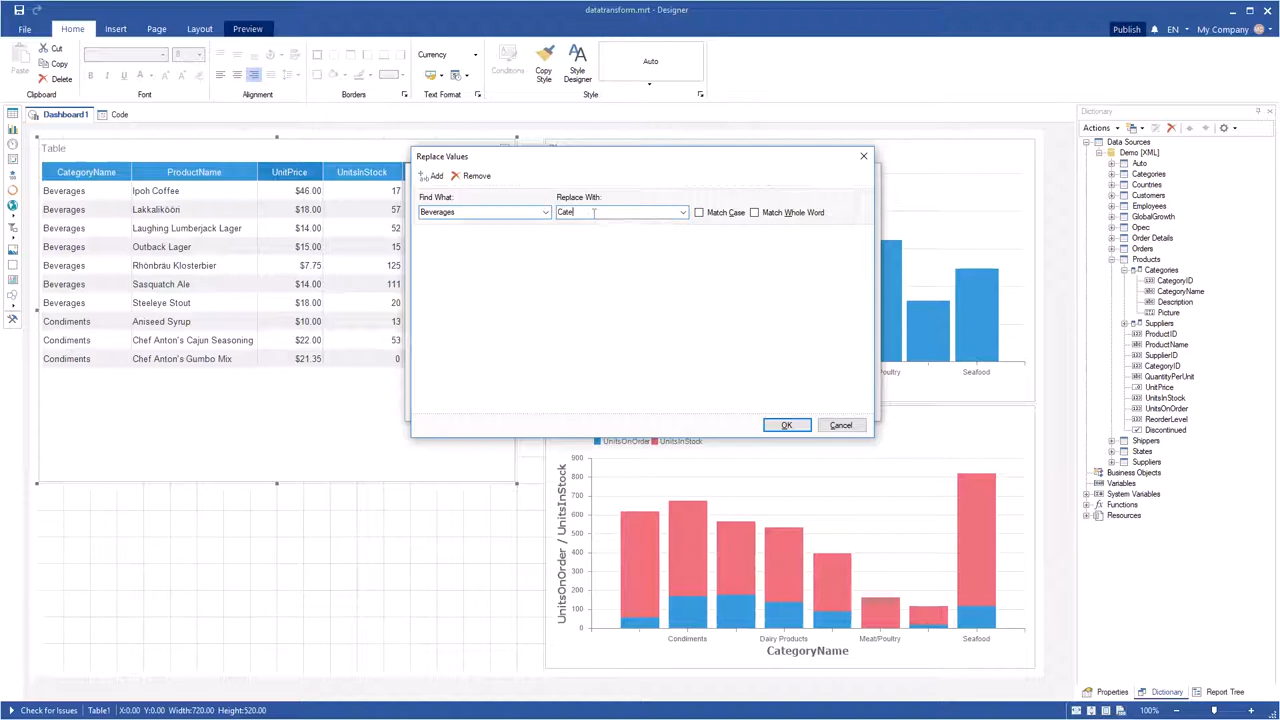 datatransform.mrt - Designer
File
Home
Insert
Page
Layout
Preview
Publish
EN
My Company
Paste
Cut
Copy
Delete
Clipboard
B I U
Font
Alignment
Borders
Currency
Text Format
Conditions
Copy Style
Style Designer
Auto
Style
Dashboard1
Code
Table
CategoryName ProductName UnitPrice UnitsInStock
Beverages Ipoh Coffee $46.00 17
Beverages Lakkalikööri $18.00 57
Beverages Laughing Lumberjack Lager $14.00 52
Beverages Outback Lager $15.00 15
Beverages Rhönbräu Klosterbier $7.75 125
Beverages Sasquatch Ale $14.00 111
Beverages Steeleye Stout $18.00 20
Condiments Aniseed Syrup $10.00 13
Condiments Chef Anton's Cajun Seasoning $22.00 53
Condiments Chef Anton's Gumbo Mix $21.35 0
Replace Values
Add
Remove
Find What:
Replace With:
Beverages
Cate
Match Case
Match Whole Word
OK
Cancel
/Poultry
Seafood
UnitsOnOrder UnitsInStock
UnitsOnOrder / UnitsInStock
900
800
700
600
500
400
300
200
100
0
Condiments
Dairy Products
Meat/Poultry
Seafood
CategoryName
Dictionary
Actions
Data Sources
Demo [XML]
Auto
Categories
Countries
Customers
Employees
GlobalGrowth
Opec
Order Details
Orders
Products
Categories
CategoryID
CategoryName
Description
Picture
Suppliers
ProductID
ProductName
SupplierID
CategoryID
QuantityPerUnit
UnitPrice
UnitsInStock
UnitsOnOrder
ReorderLevel
Discontinued
Shippers
States
Suppliers
Business Objects
Variables
System Variables
Functions
Resources
Properties
Dictionary
Report Tree
Check for Issues
Table1
X:0.00 Y:0.00 Width:720.00 Height:520.00
100%